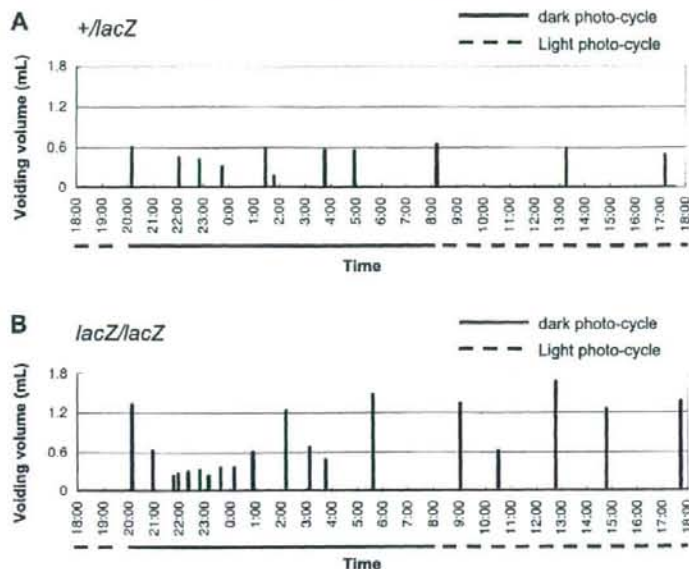 A
+/lacZ
dark photo-cycle
Light photo-cycle
Voiding volume (mL)
1.8
1.2
0.6
0
18:00 19:00 20:00 21:00 22:00 23:00 0:00 1:00 2:00 3:00 4:00 5:00 6:00 7:00 8:00 9:00 10:00 11:00 12:00 13:00 14:00 15:00 16:00 17:00 18:00
Time
B
lacZ/lacZ
dark photo-cycle
Light photo-cycle
Voiding volume (mL)
1.8
1.2
0.6
0
18:00 19:00 20:00 21:00 22:00 23:00 0:00 1:00 2:00 3:00 4:00 5:00 6:00 7:00 8:00 9:00 10:00 11:00 12:00 13:00 14:00 15:00 16:00 17:00 18:00
Time